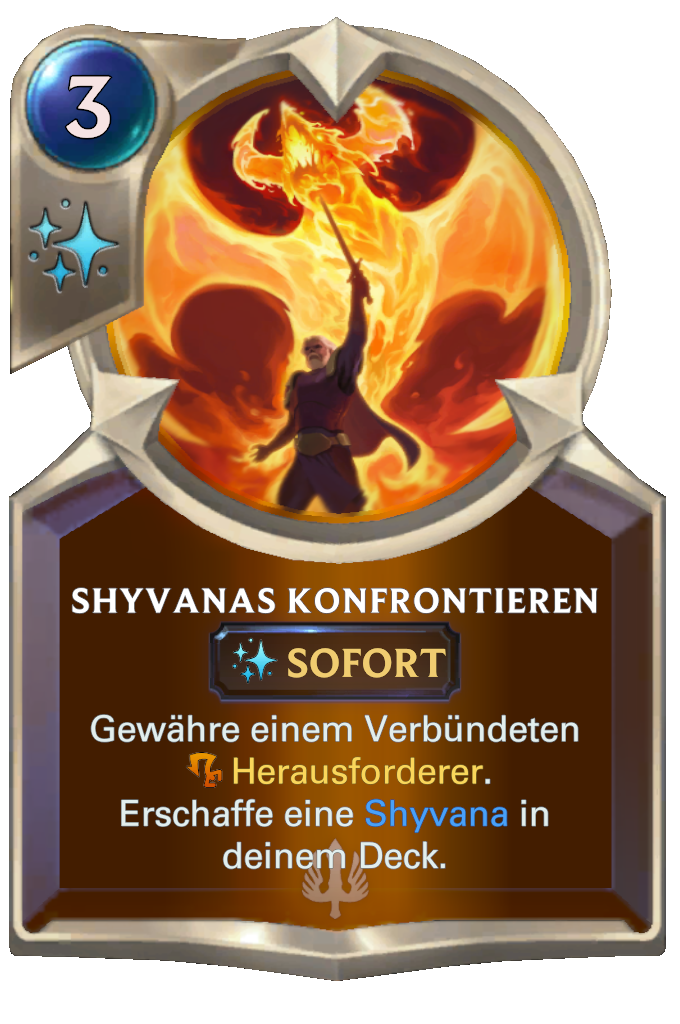 3
SHYVANAS KONFRONTIEREN
SOFORT
Gewähre einem Verbündeten
Herausforderer.
Erschaffe eine Shyvana in
deinem Deck.